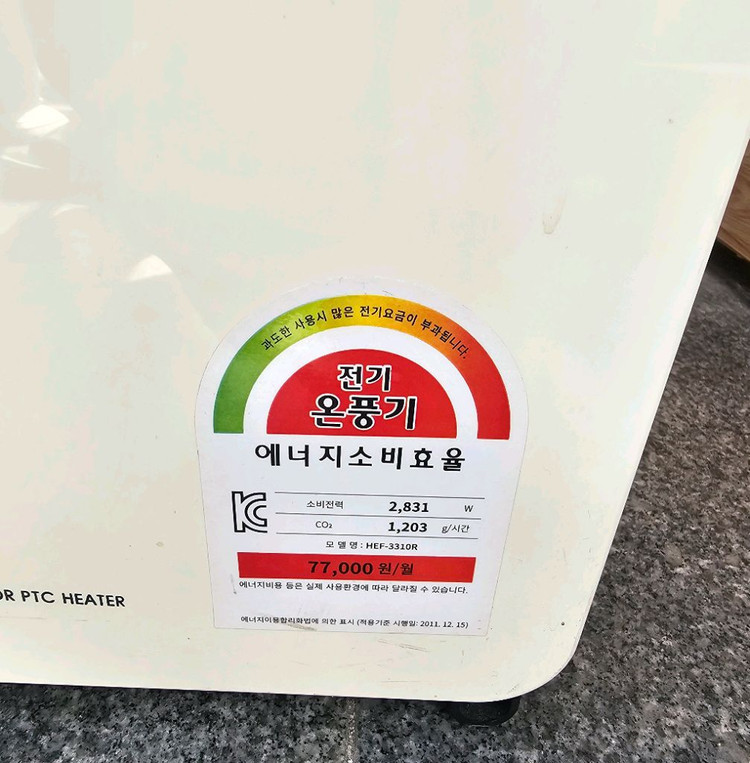 과도한 사용시 많은 전기요금이 부과됩니다.
전기
온풍기
에너지소비효율
KC
소비전력 2,831 W
CO₂ 1,203 g/시간
모 델 명 : HEF-3310R
77,000 원/월
에너지비용 등은 실제 사용환경에 따라 달라질 수 있습니다.
OR PTC HEATER
에너지이용합리화법에 의한 표시 (적용기준 시행일: 2011. 12. 15)